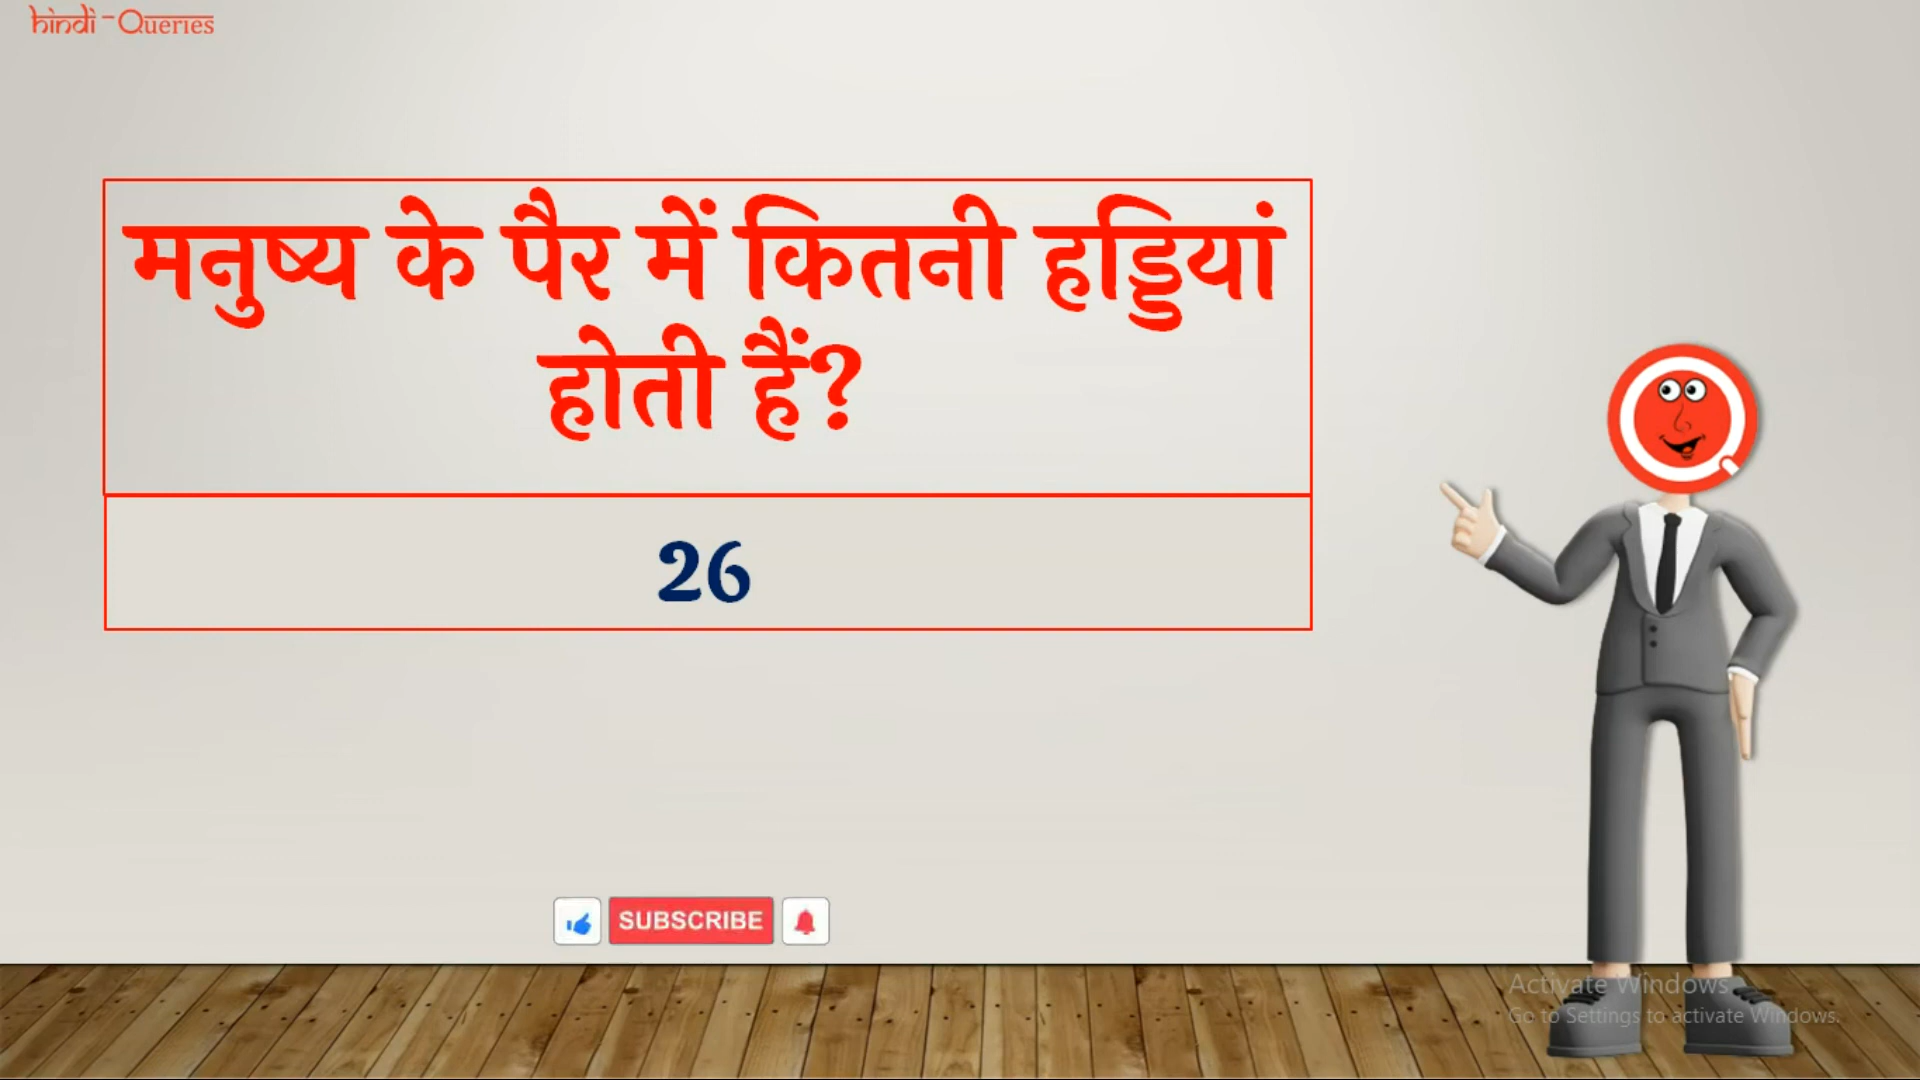 hindi-Queries
मनुष्य के पैर में कितनी हड्डियां
होती हैं?
26
SUBSCRIBE
Activate Windows
Go to Settings to activate Windows.